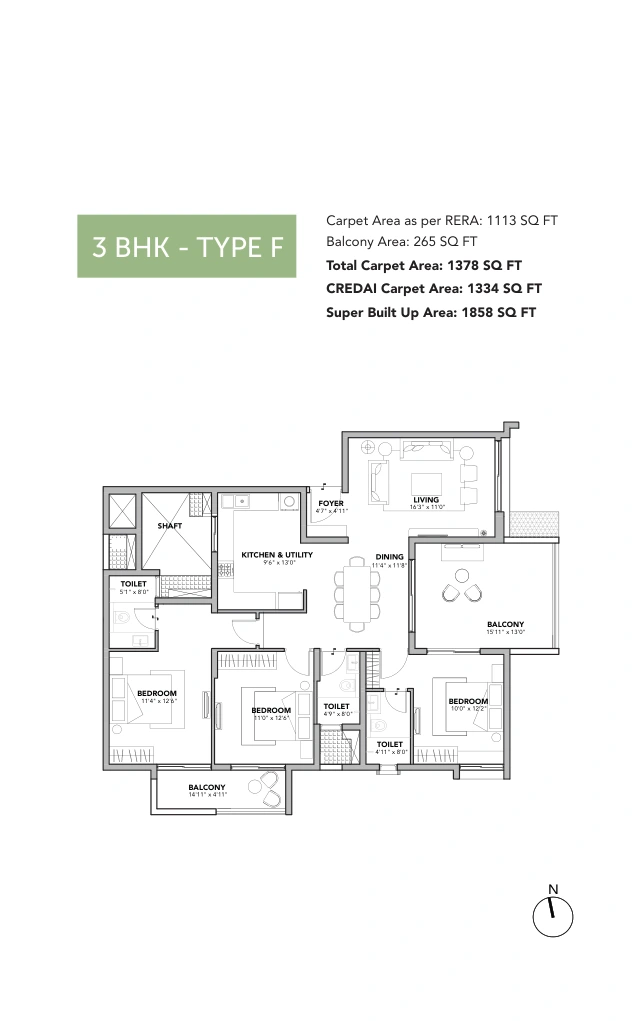 3 BHK - TYPE F
Carpet Area as per RERA: 1113 SQ FT
Balcony Area: 265 SQ FT
Total Carpet Area: 1378 SQ FT
CREDAI Carpet Area: 1334 SQ FT
Super Built Up Area: 1858 SQ FT
FOYER
4'7" x 4'11"
LIVING
16'3" x 11'0"
SHAFT
KITCHEN & UTILITY
9'6" x 13'0"
DINING
11'4" x 11'8"
TOILET
5'1" x 8'0"
BALCONY
15'11" x 13'0"
BEDROOM
11'4" x 12'6"
BEDROOM
11'0" x 12'6"
TOILET
4'9" x 8'0"
BEDROOM
10'0" x 12'2"
TOILET
4'11" x 8'0"
BALCONY
14'11" x 4'11"
N